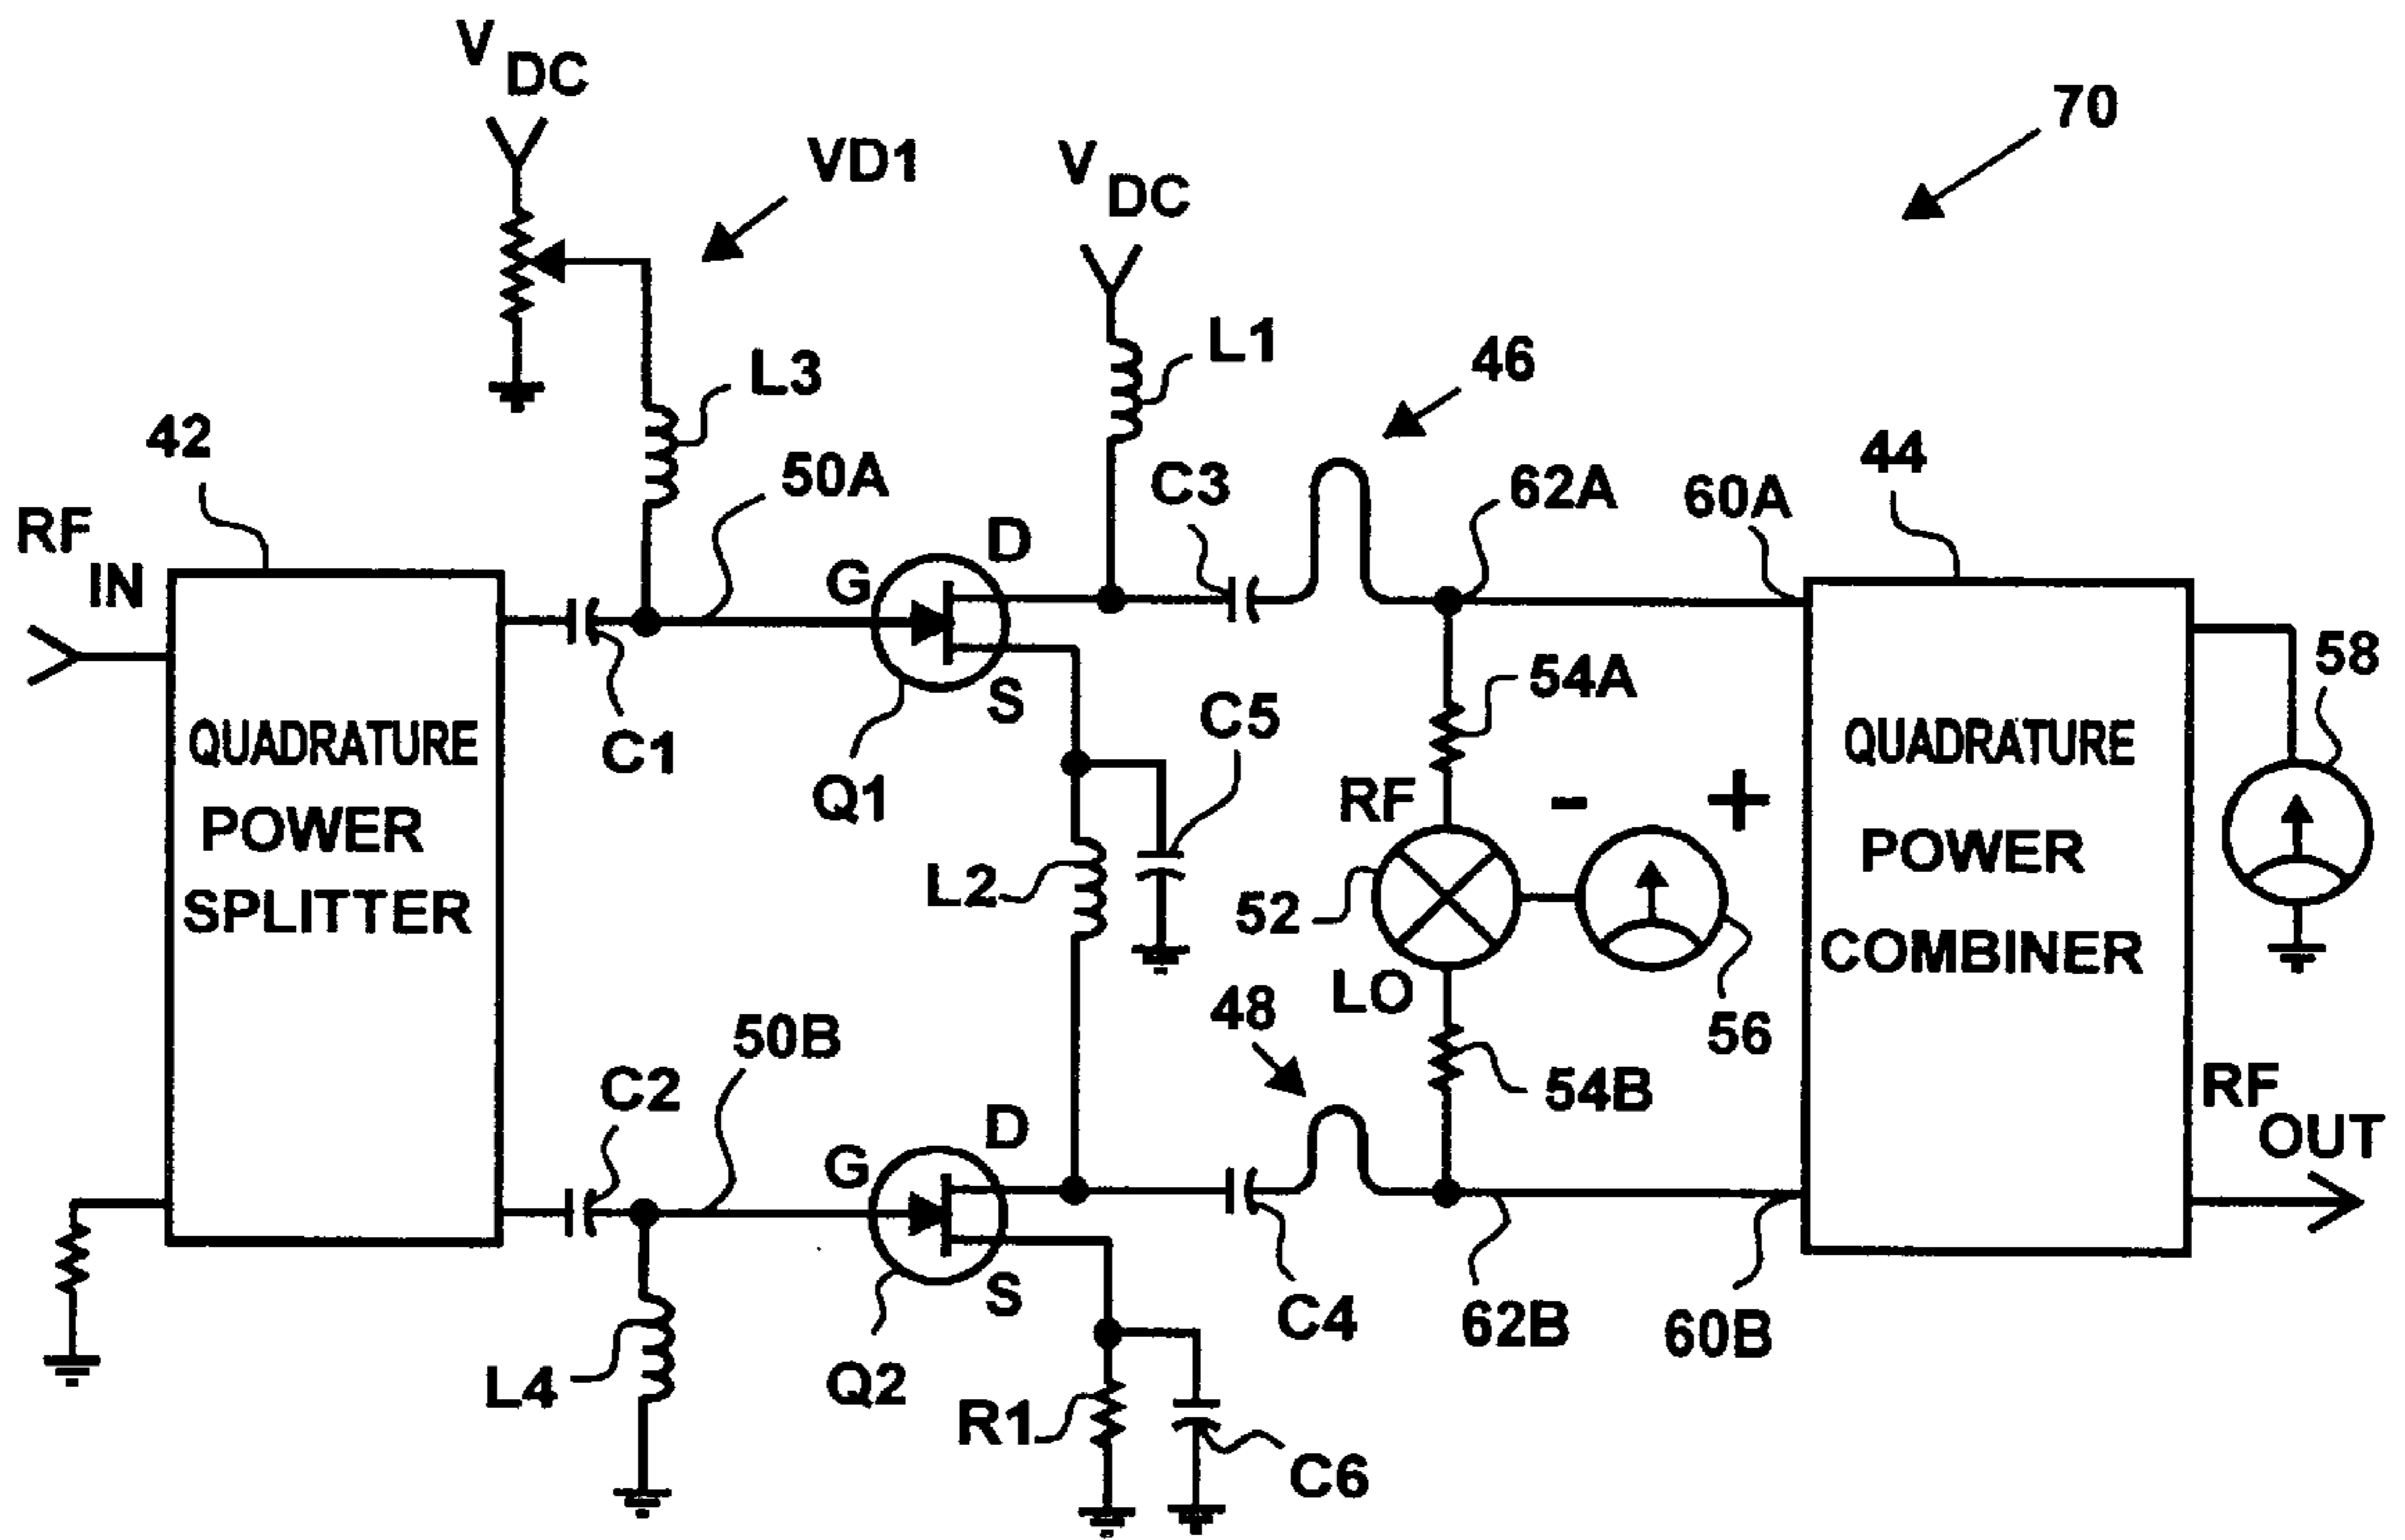 V DC
VD1
70
V DC
L1
46
L3
42
50A
C3
62A
60A
44
RF IN
G
D
S
58
54A
C5
QUADRATURE POWER SPLITTER
C1
Q1
RF
-
+
QUADRATURE POWER COMBINER
L2
52
LO
48
56
50B
C2
54B
RF OUT
G
D
S
C4
62B
60B
L4
Q2
R1
C6